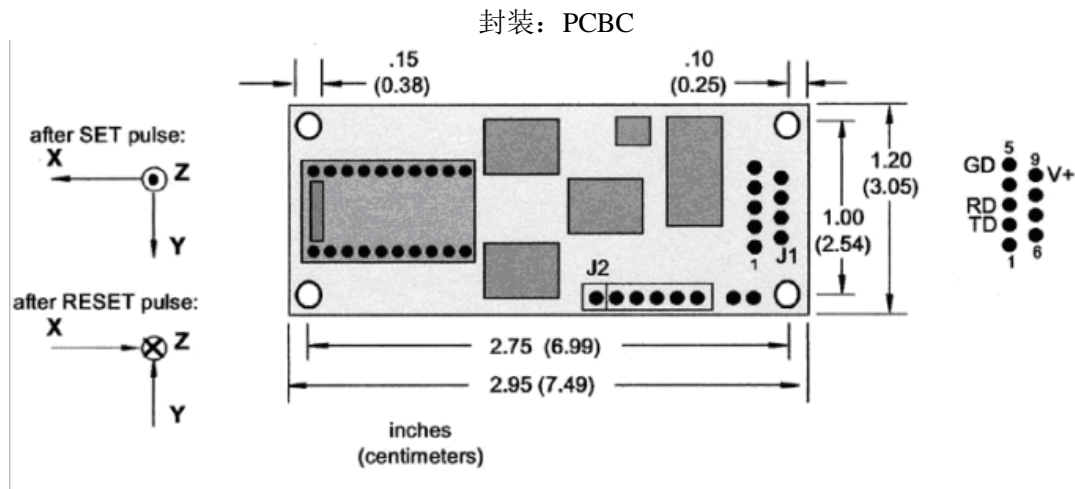 封装：PCBC
.15
(0.38)
.10
(0.25)
after SET pulse:
X
Z
Y
1.20
(3.05)
1.00
(2.54)
5
GD
9
V+
RD
TD
1
6
1
J1
J2
after RESET pulse:
X
Z
Y
2.75 (6.99)
2.95 (7.49)
inches
(centimeters)